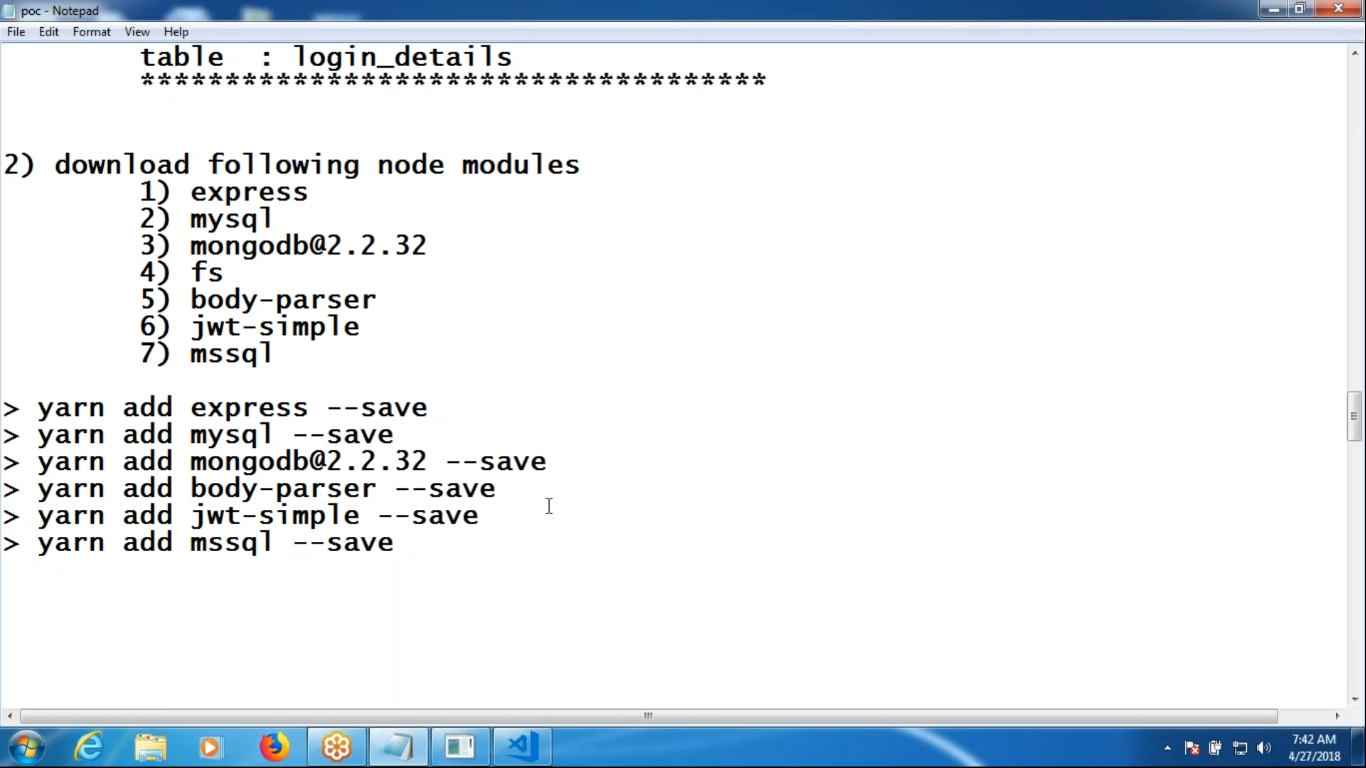 poc - Notepad
File Edit Format View Help
table : login_details
*************************************
2) download following node modules
1) express
2) mysql
3) mongodb@2.2.32
4) fs
5) body-parser
6) jwt-simple
7) mssql
> yarn add express --save
> yarn add mysql --save
> yarn add mongodb@2.2.32 --save
> yarn add body-parser --save
> yarn add jwt-simple --save
> yarn add mssql --save
7:42 AM
4/27/2018